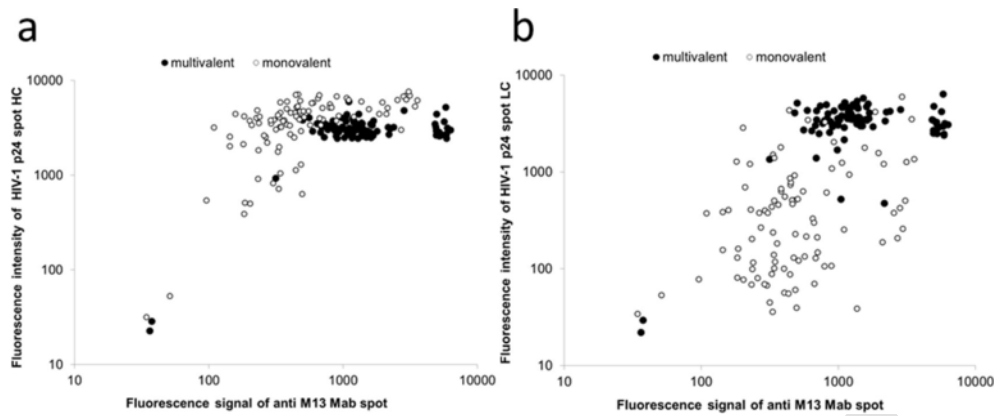 a
multivalent monovalent
Fluorescence intensity of HIV-1 p24 spot HC
10000
1000
100
10
10 100 1000 10000
Fluorescence signal of anti M13 Mab spot
b
multivalent monovalent
Fluorescence intensity of HIV-1 p24 spot LC
10000
1000
100
10
10 100 1000 10000
Fluorescence signal of anti M13 Mab spot